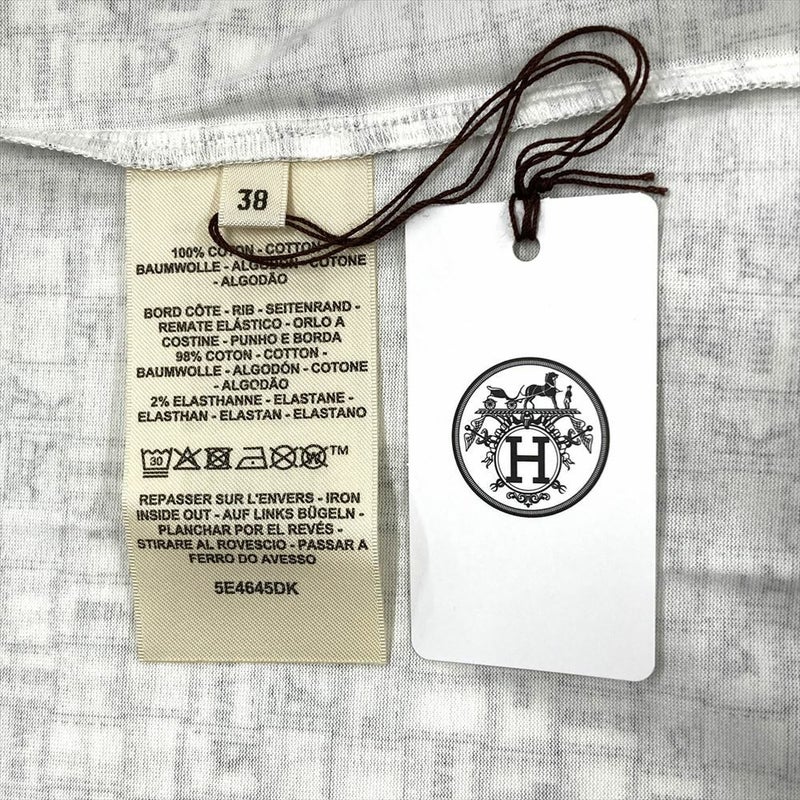 38
100% COTON - COTTON -
BAUMWOLLE - ALGODÓN - COTONE
- ALGODÃO
BORD CÔTE - RIB - SEITENRAND -
REMATE ELÁSTICO - ORLO A
COSTINE - PUNHO E BORDA
98% COTON - COTTON -
BAUMWOLLE - ALGODÓN - COTONE
- ALGODÃO
2% ELASTHANNE - ELASTANE -
ELASTHAN - ELASTAN - ELASTANO
30 TM
REPASSER SUR L'ENVERS - IRON
INSIDE OUT - AUF LINKS BÜGELN -
PLANCHAR POR EL REVÉS -
STIRARE AL ROVESCIO - PASSAR A
FERRO DO AVESSO
5E4645DK
H